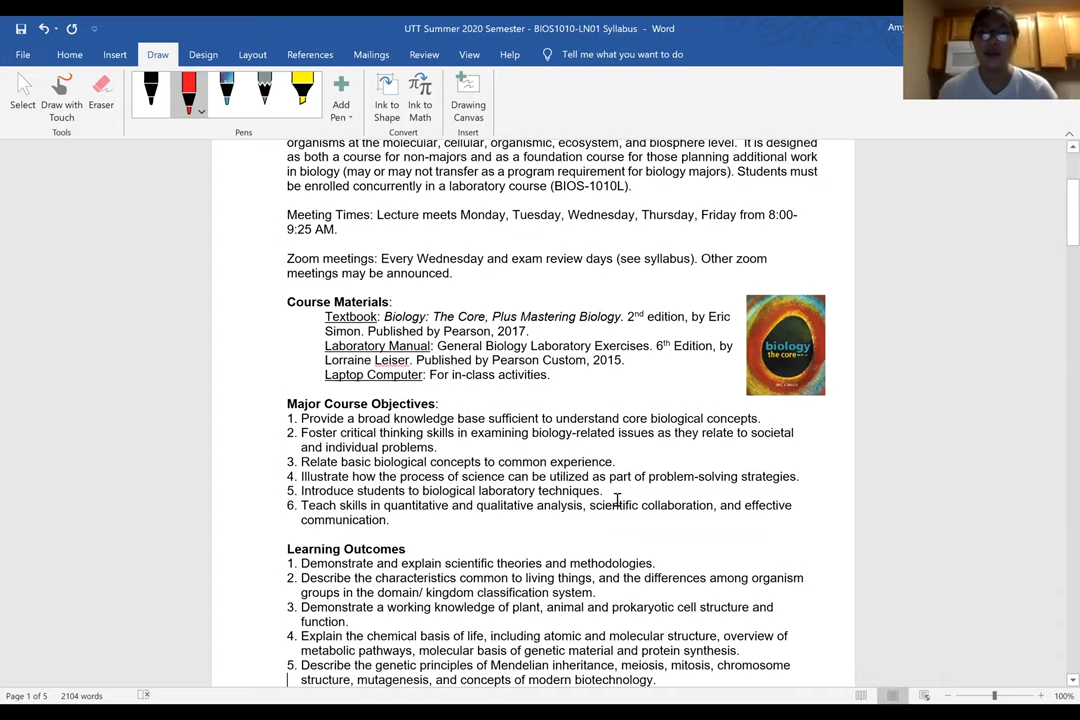 UTT Summer 2020 Semester - BIOS1010-LN01 Syllabus - Word
Amy
File Home Insert Draw Design Layout References Mailings Review View Help Tell me what you want to do
Select
Draw with Touch
Eraser
Add Pen
Ink to Shape
Ink to Math
Drawing Canvas
Tools
Pens
Convert
Insert
organisms at the molecular, cellular, organismic, ecosystem, and biosphere level. It is designed
as both a course for non-majors and as a foundation course for those planning additional work
in biology (may or may not transfer as a program requirement for biology majors). Students must
be enrolled concurrently in a laboratory course (BIOS-1010L).
Meeting Times: Lecture meets Monday, Tuesday, Wednesday, Thursday, Friday from 8:00-
9:25 AM.
Zoom meetings: Every Wednesday and exam review days (see syllabus). Other zoom
meetings may be announced.
Course Materials:
Textbook: Biology: The Core, Plus Mastering Biology. 2nd edition, by Eric
Simon. Published by Pearson, 2017.
Laboratory Manual: General Biology Laboratory Exercises. 6th Edition, by
Lorraine Leiser. Published by Pearson Custom, 2015.
Laptop Computer: For in-class activities.
biology
the core
Major Course Objectives:
1. Provide a broad knowledge base sufficient to understand core biological concepts.
2. Foster critical thinking skills in examining biology-related issues as they relate to societal
and individual problems.
3. Relate basic biological concepts to common experience.
4. Illustrate how the process of science can be utilized as part of problem-solving strategies.
5. Introduce students to biological laboratory techniques.
6. Teach skills in quantitative and qualitative analysis, scientific collaboration, and effective
communication.
Learning Outcomes
1. Demonstrate and explain scientific theories and methodologies.
2. Describe the characteristics common to living things, and the differences among organism
groups in the domain/ kingdom classification system.
3. Demonstrate a working knowledge of plant, animal and prokaryotic cell structure and
function.
4. Explain the chemical basis of life, including atomic and molecular structure, overview of
metabolic pathways, molecular basis of genetic material and protein synthesis.
5. Describe the genetic principles of Mendelian inheritance, meiosis, mitosis, chromosome
structure, mutagenesis, and concepts of modern biotechnology.
Page 1 of 5 2104 words
100%